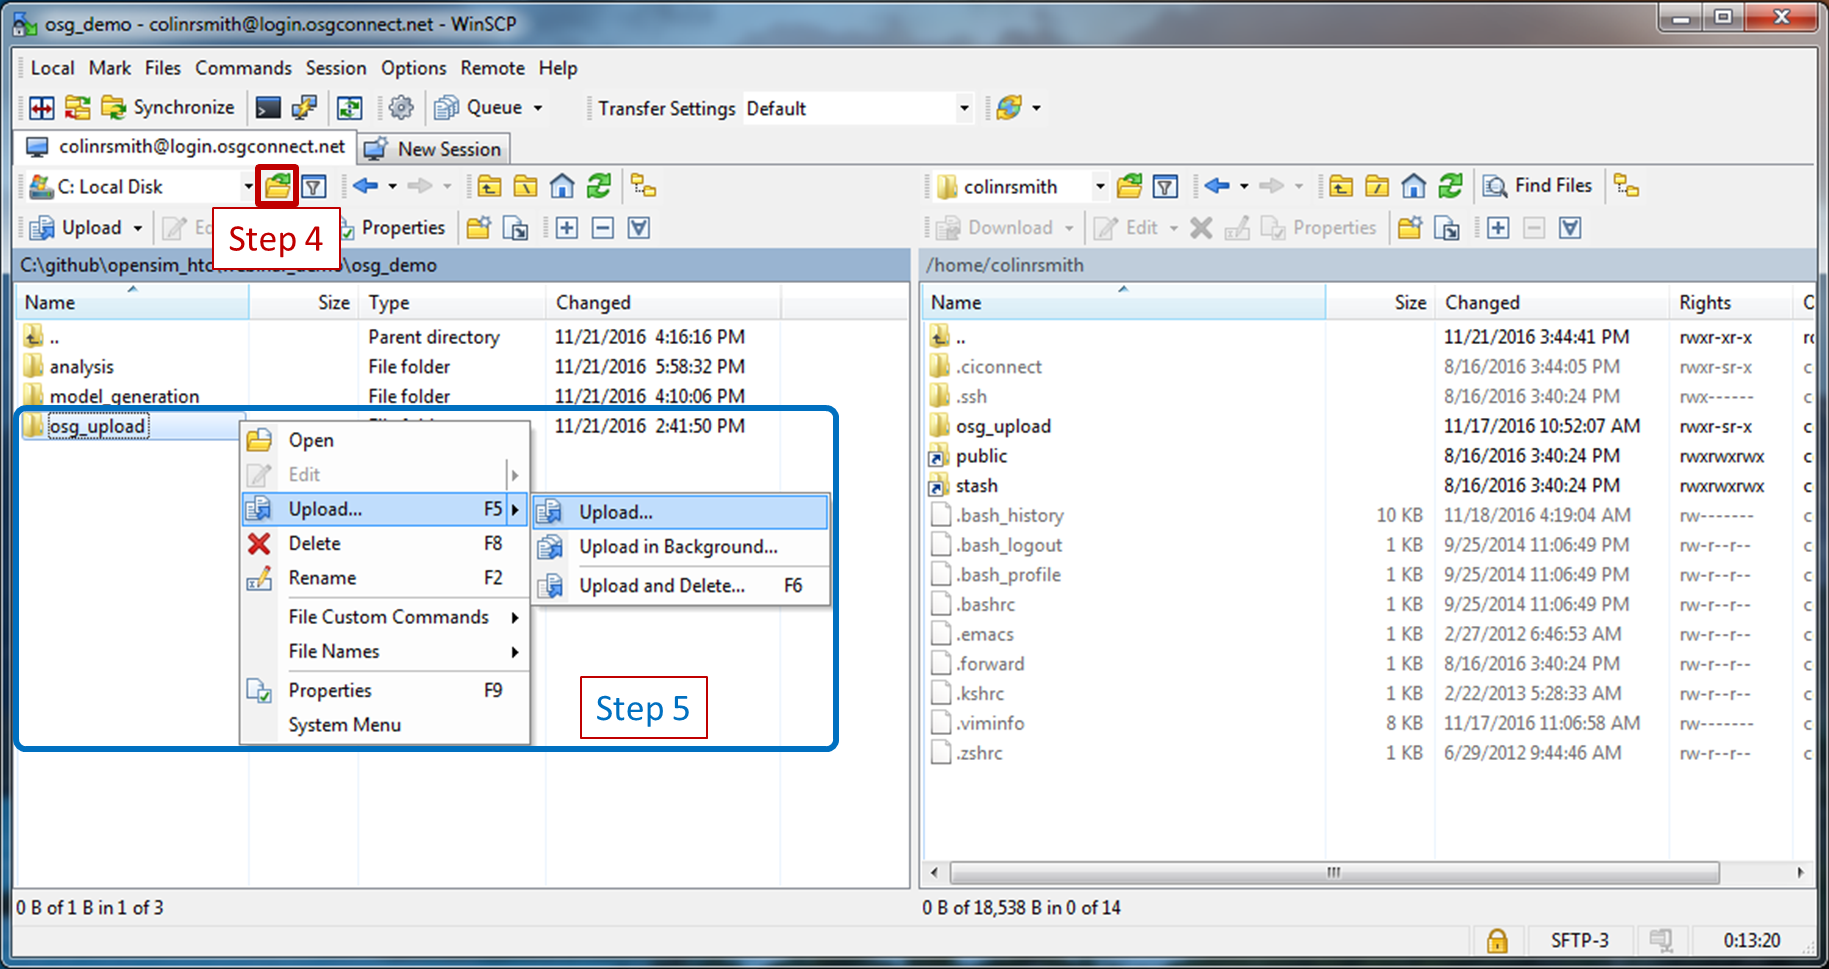 osg_demo - colinrsmith@login.osgconnect.net - WinSCP
Local Mark Files Commands Session Options Remote Help
Synchronize Queue Transfer Settings Default
colinrsmith@login.osgconnect.net New Session
C: Local Disk colinrsmith Find Files
Upload Step 4 Properties Download Edit Properties
C:\github\opensim_htc\webinar_demo\osg_demo /home/colinrsmith
Name Size Type Changed Name Size Changed Rights
.. Parent directory 11/21/2016 4:16:16 PM .. 11/21/2016 3:44:41 PM rwxr-xr-x
analysis File folder 11/21/2016 5:58:32 PM .ciconnect 8/16/2016 3:44:05 PM rwxr-sr-x
model_generation File folder 11/21/2016 4:10:06 PM .ssh 8/16/2016 3:40:24 PM rwx------
osg_upload 11/21/2016 2:41:50 PM osg_upload 11/17/2016 10:52:07 AM rwxr-sr-x
Open public 8/16/2016 3:40:24 PM rwxrwxrwx
Edit stash 8/16/2016 3:40:24 PM rwxrwxrwx
Upload... F5 Upload... .bash_history 10 KB 11/18/2016 4:19:04 AM rw-------
Delete F8 Upload in Background... .bash_logout 1 KB 9/25/2014 11:06:49 PM rw-r--r--
Rename F2 Upload and Delete... F6 .bash_profile 1 KB 9/25/2014 11:06:49 PM rw-r--r--
File Custom Commands .bashrc 1 KB 9/25/2014 11:06:49 PM rw-r--r--
File Names .emacs 1 KB 2/27/2012 6:46:53 AM rw-r--r--
.forward 1 KB 8/16/2016 3:40:24 PM rw-r--r--
Properties F9 .kshrc 1 KB 2/22/2013 5:28:33 AM rw-r--r--
System Menu Step 5 .viminfo 8 KB 11/17/2016 11:06:58 AM rw-------
.zshrc 1 KB 6/29/2012 9:44:46 AM rw-r--r--
0 B of 1 B in 1 of 3 0 B of 18,538 B in 0 of 14
SFTP-3 0:13:20